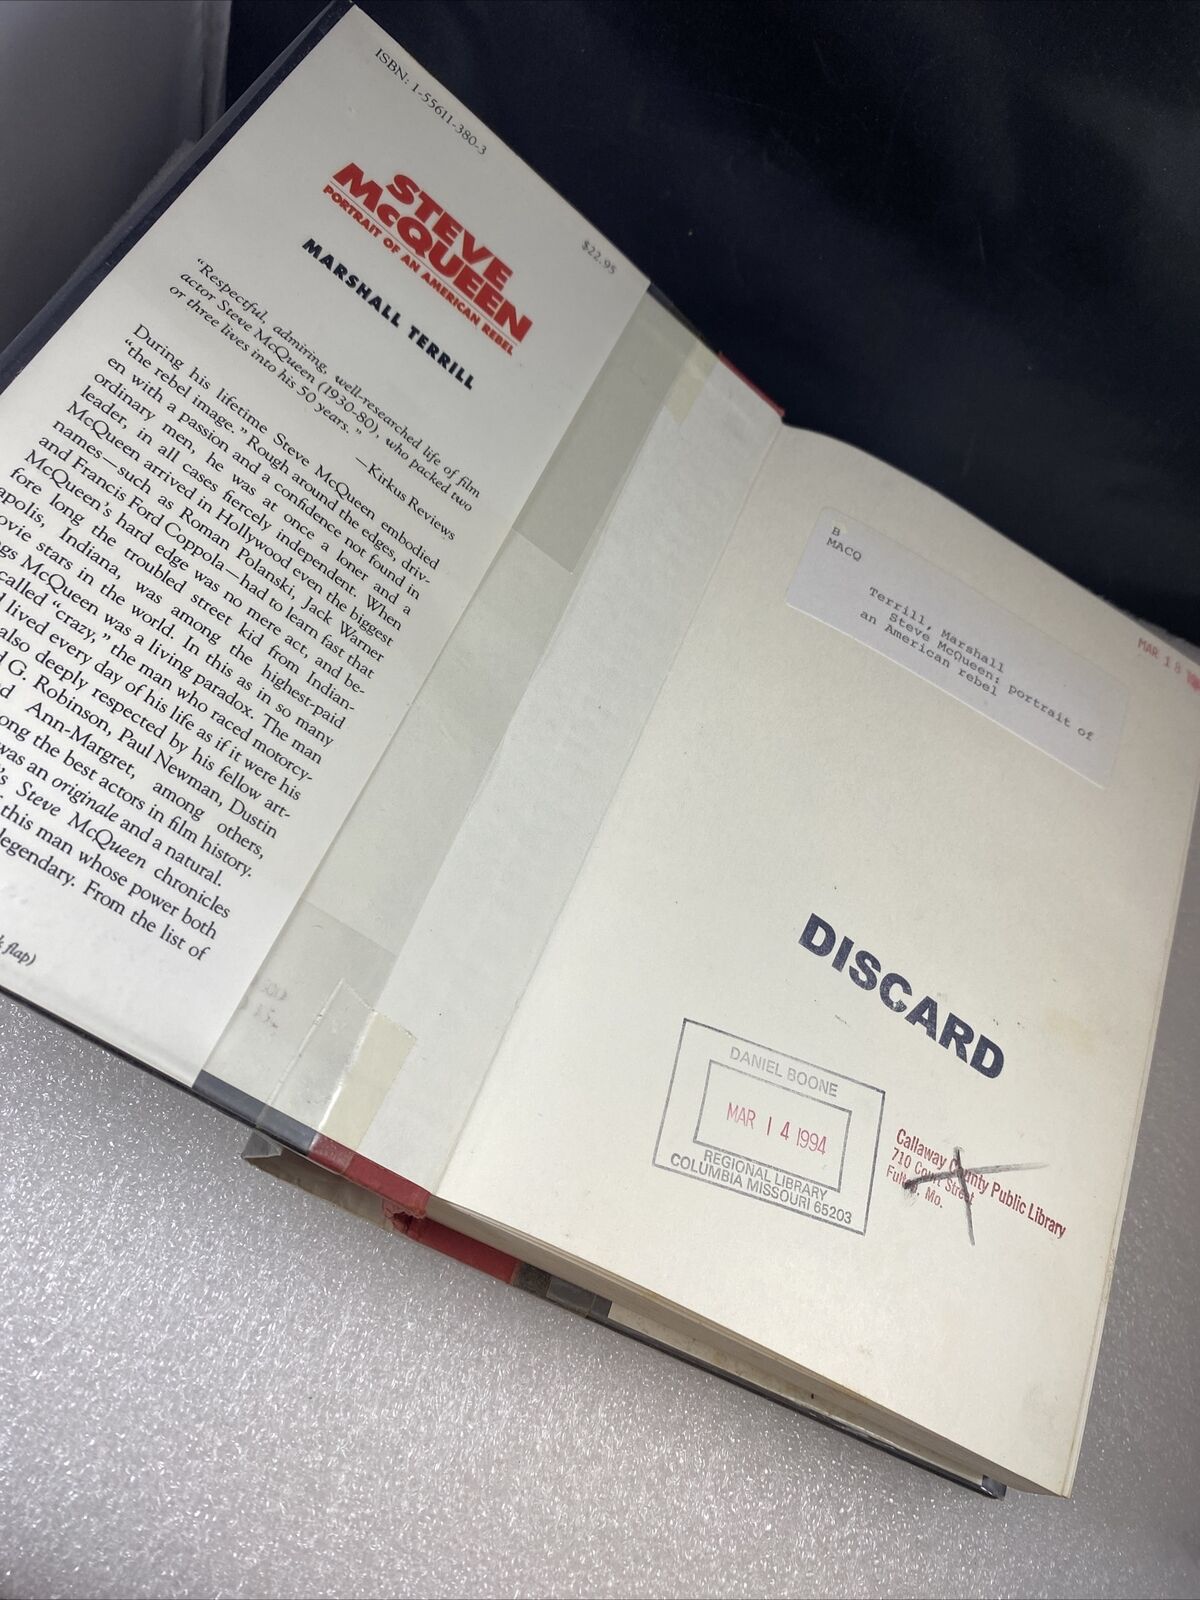 ISBN: 1-55611-380-3
$22.95
STEVE
McQUEEN
PORTRAIT OF AN AMERICAN REBEL
MARSHALL TERRILL
"Respectful, admiring, well-researched life of film
actor Steve McQueen (1930-80), who packed two
or three lives into his 50 years."
—Kirkus Reviews
During his lifetime Steve McQueen embodied
"the rebel image." Rough around the edges, driv-
en with a passion and a confidence not found in
ordinary men, he was at once a loner and a
leader, in all cases fiercely independent. When
McQueen arrived in Hollywood even the biggest
names—such as Roman Polanski, Jack Warner
and Francis Ford Coppola—had to learn fast that
McQueen's hard edge was no mere act, and be-
fore long the troubled street kid from Indian-
apolis, Indiana, was among the highest-paid
ovie stars in the world. In this as in so many
gs McQueen was a living paradox. The man
called "crazy," the man who raced motorcy-
lived every day of his life as if it were his
also deeply respected by his fellow art-
G. Robinson, Paul Newman, Dustin
Ann-Margret, among others,
ong the best actors in film history.
was an originale and a natural.
's Steve McQueen chronicles
this man whose power both
legendary. From the list of
flap)
B
MACQ
Terrill, Marshall
Steve McQueen: portrait of
an American rebel
MAR 18
DISCARD
DANIEL BOONE
MAR 14 1994
REGIONAL LIBRARY
COLUMBIA MISSOURI 65203
Callaway County Public Library
710 Court Street
Fulton, Mo.